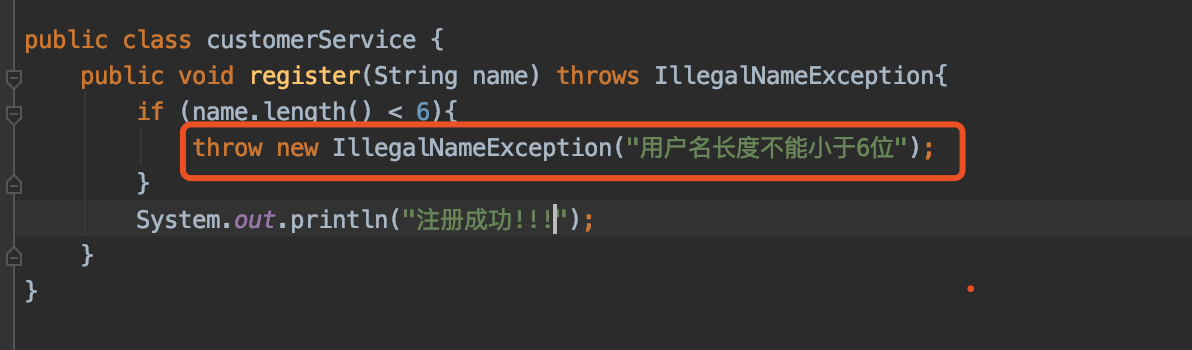 public class customerService {
public void register(String name) throws IllegalNameException{
if (name.length() < 6){
throw new IllegalNameException("用户名长度不能小于6位");
}
System.out.println("注册成功!!!");
}
}